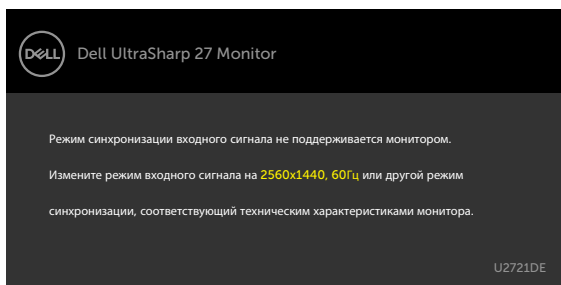 DELL Dell UltraSharp 27 Monitor
Режим синхронизации входного сигнала не поддерживается монитором.
Измените режим входного сигнала на 2560x1440, 60Гц или другой режим
синхронизации, соответствующий техническим характеристиками монитора.
U2721DE